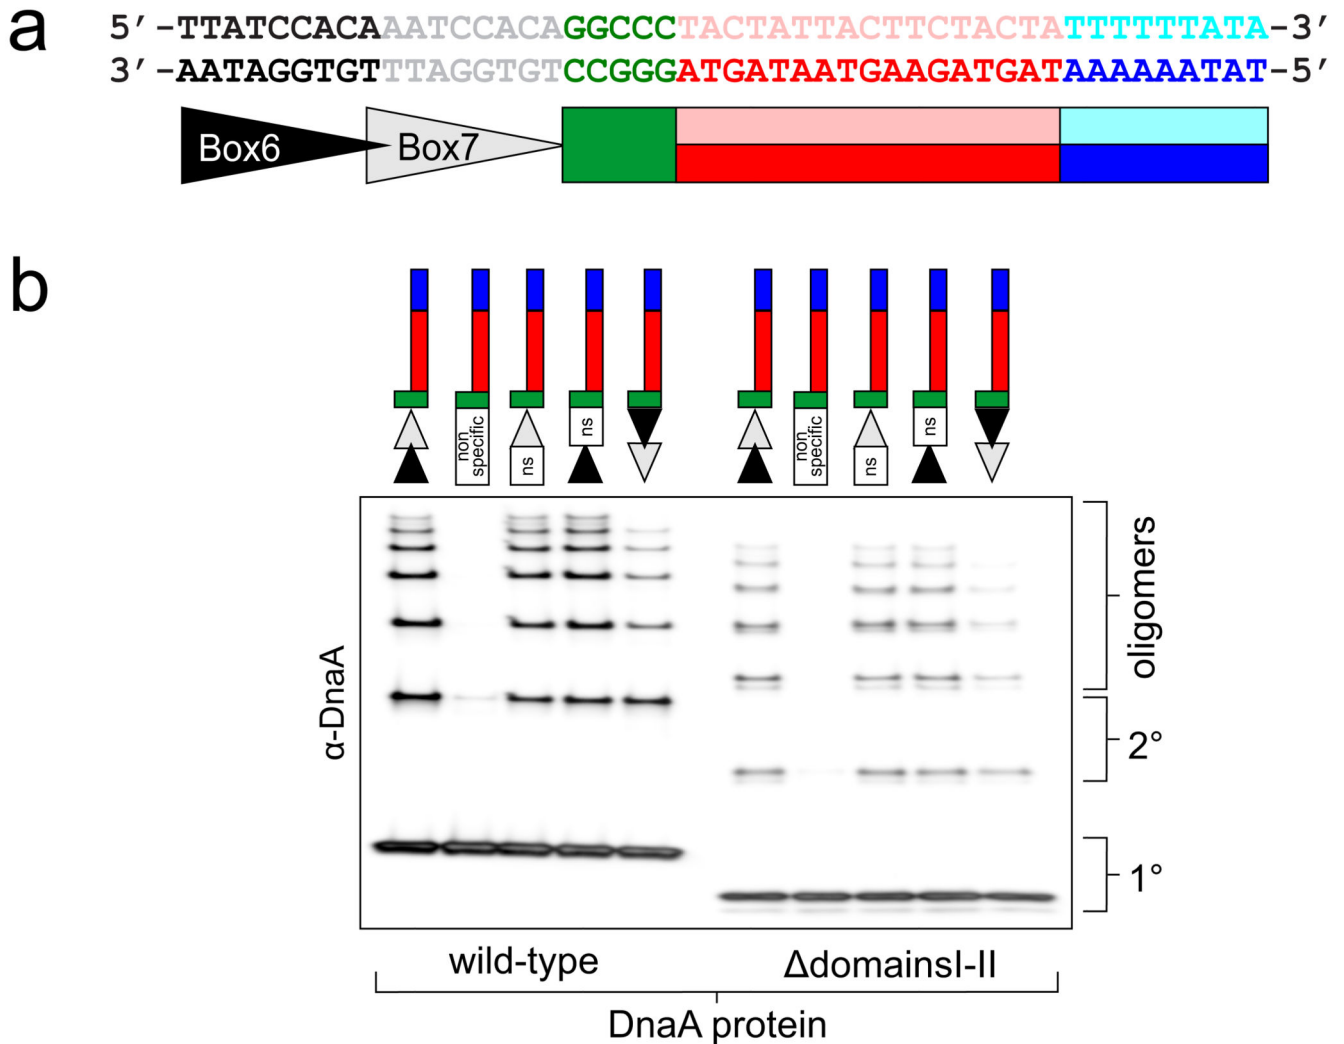 a
5′-TTATCCACAAATCCACAGGCCCTACTATTACTTCTACTATTTTTTATA-3′
3′-AATAGGTGTTTAGGTGTCCGGGATGATAATGAAGATGATAAAAAATAT-5′
Box6 Box7
b
non specific ns ns non specific ns ns
α-DnaA
oligomers
2°
1°
wild-type ΔdomainsI-II
DnaA protein